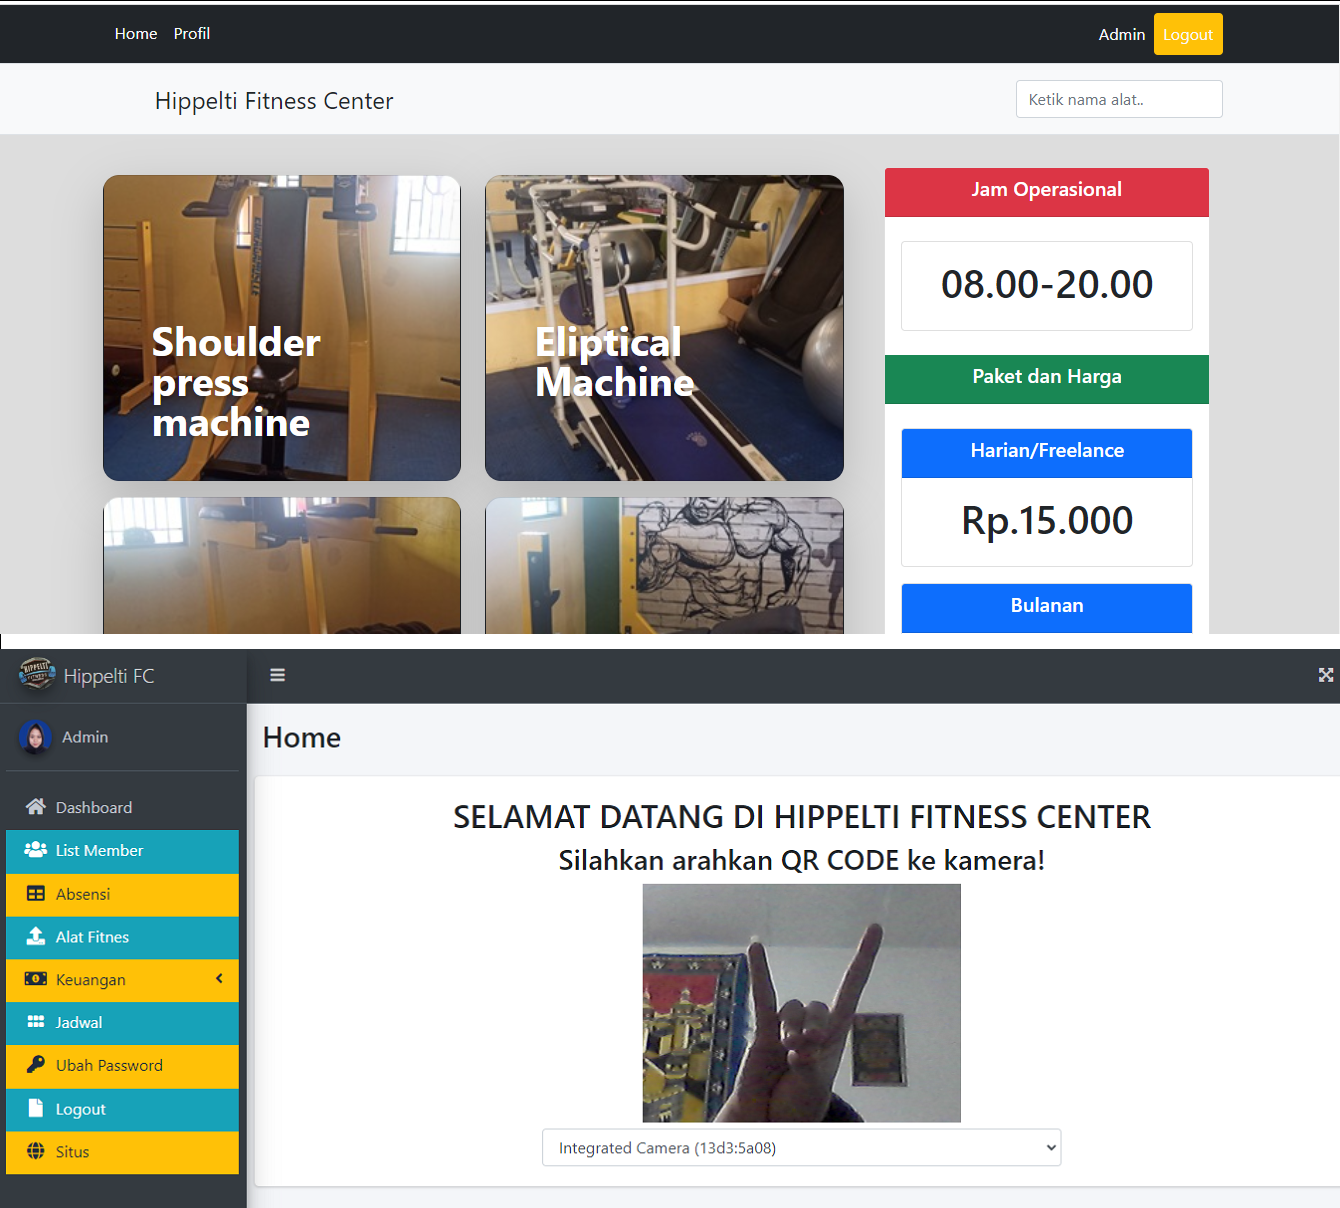 Home Profil Admin Logout
Hippelti Fitness Center
Ketik nama alat..
Shoulder
press
machine
Eliptical
Machine
Jam Operasional
08.00-20.00
Paket dan Harga
Harian/Freelance
Rp.15.000
Bulanan
HIPPELTI
FITNESS
Hippelti FC
Admin
Dashboard
List Member
Absensi
Alat Fitnes
Keuangan
Jadwal
Ubah Password
Logout
Situs
Home
SELAMAT DATANG DI HIPPELTI FITNESS CENTER
Silahkan arahkan QR CODE ke kamera!
Integrated Camera (13d3:5a08)